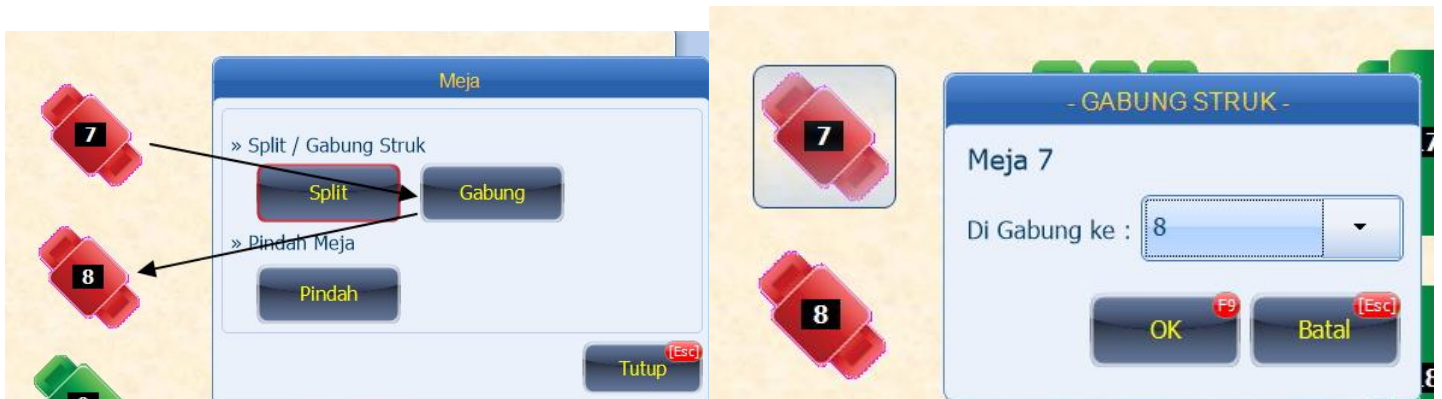 Meja
7
» Split / Gabung Struk
Split
Gabung
8
» Pindah Meja
Pindah
[Esc]
Tutup
- GABUNG STRUK -
7
Meja 7
Di Gabung ke :
8
8
F9
OK
[Esc]
Batal